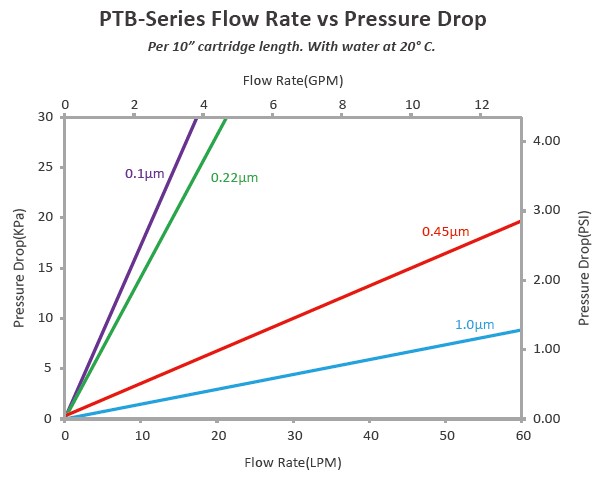 PTB-Series Flow Rate vs Pressure Drop
Per 10” cartridge length. With water at 20° C.
Flow Rate(GPM)
0 2 4 6 8 10 12
30
25
20
15
10
5
0
Pressure Drop(KPa)
4.00
3.00
2.00
1.00
0.00
Pressure Drop(PSI)
0.1μm
0.22μm
0.45μm
1.0μm
0 10 20 30 40 50 60
Flow Rate(LPM)